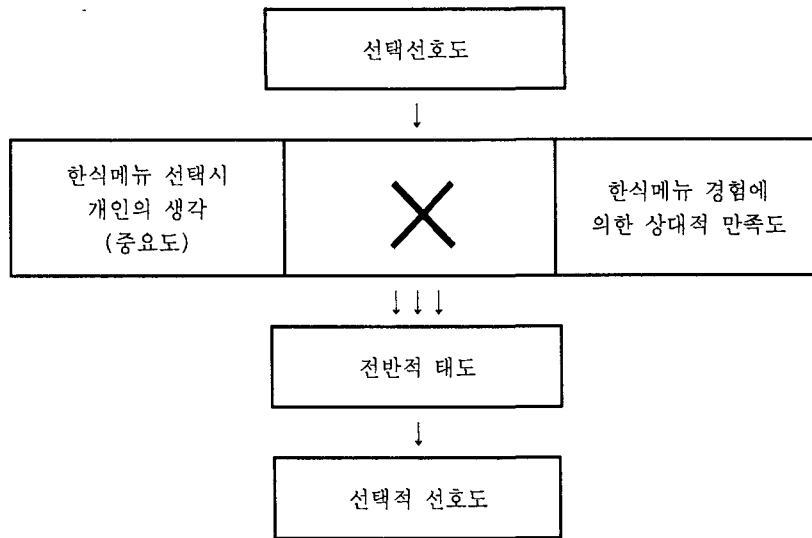 선택선호도
↓
한식메뉴 선택시
개인의 생각
(중요도)
×
한식메뉴 경험에
의한 상대적 만족도
↓↓↓
전반적 태도
↓
선택적 선호도